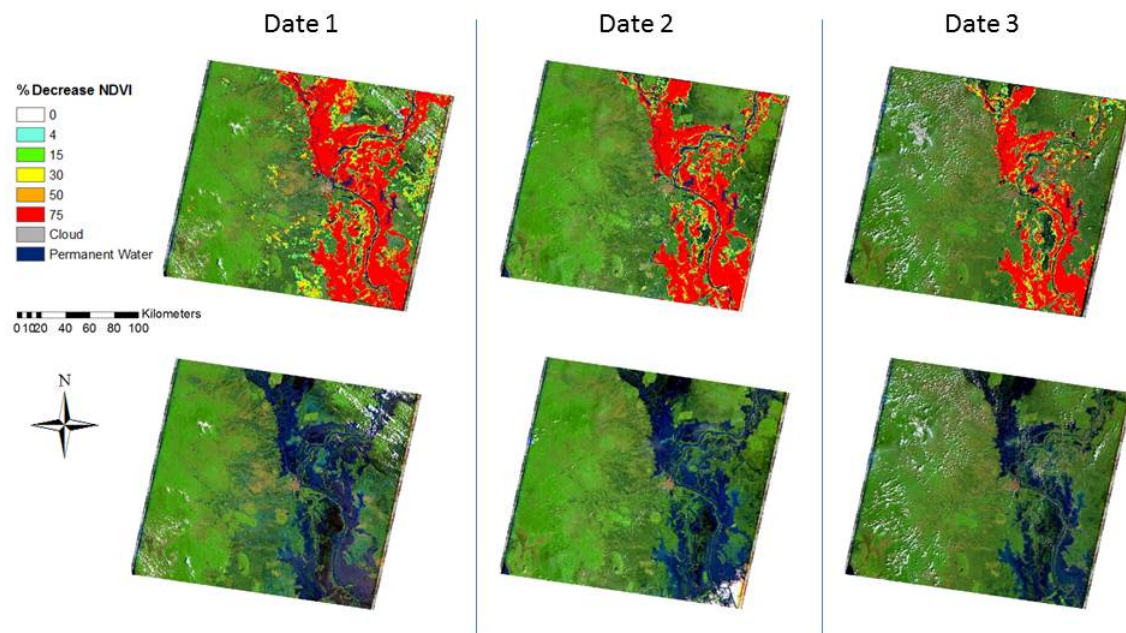 Date 1
Date 2
Date 3
% Decrease NDVI
0
4
15
30
50
75
Cloud
Permanent Water
Kilometers
0 10 20 40 60 80 100
N